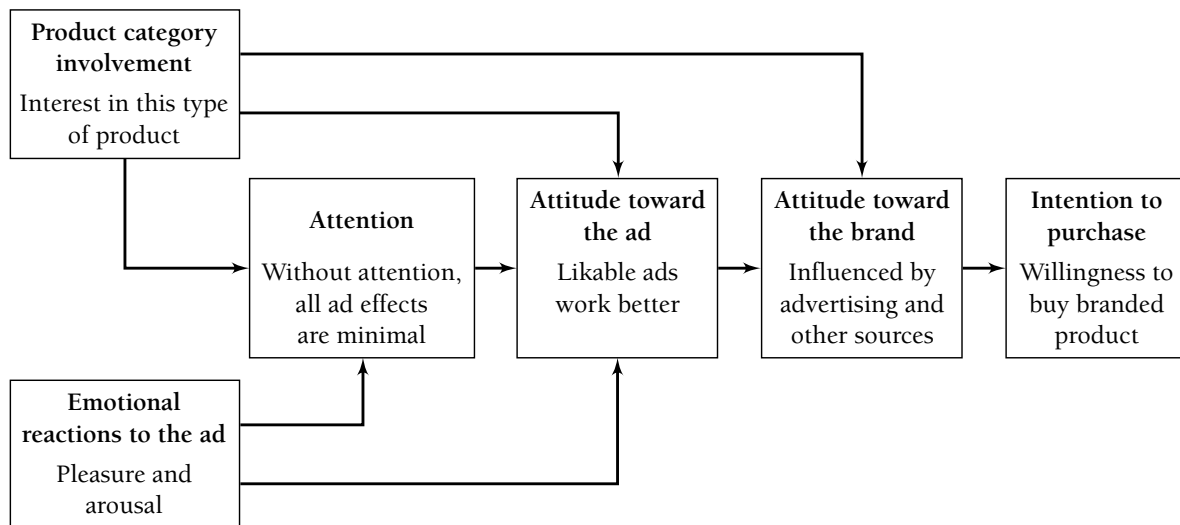 Product category
involvement
Interest in this type
of product
Attention
Without attention,
all ad effects
are minimal
Attitude toward
the ad
Likable ads
work better
Attitude toward
the brand
Influenced by
advertising and
other sources
Intention to
purchase
Willingness to
buy branded
product
Emotional
reactions to the ad
Pleasure and
arousal